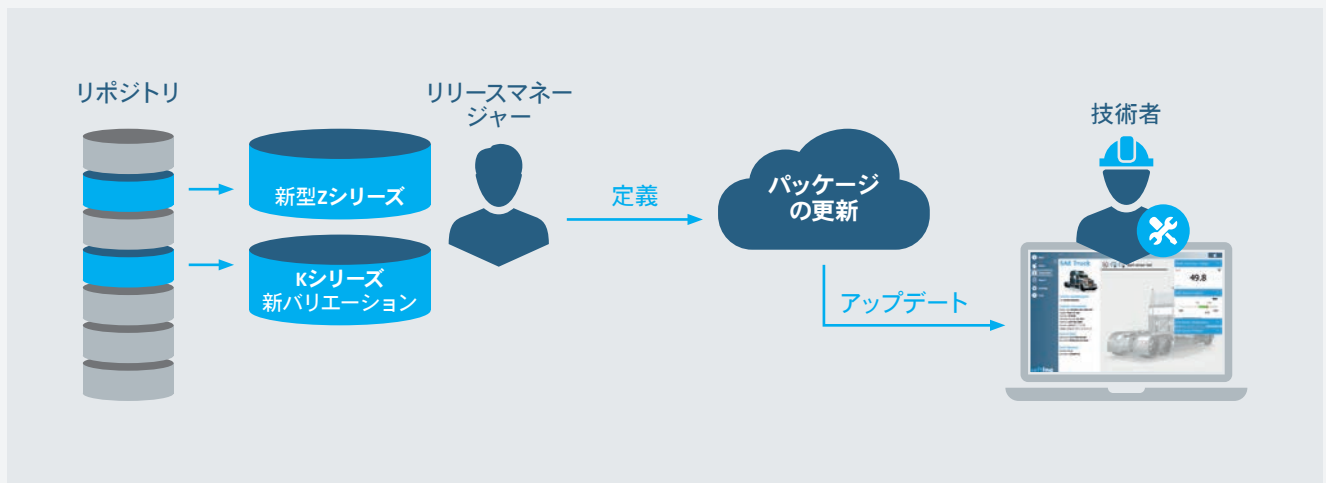 リポジトリ
新型Zシリーズ
Kシリーズ
新バリエーション
リリースマネー
ジャー
定義
パッケージ
の更新
アップデート
技術者
49.8